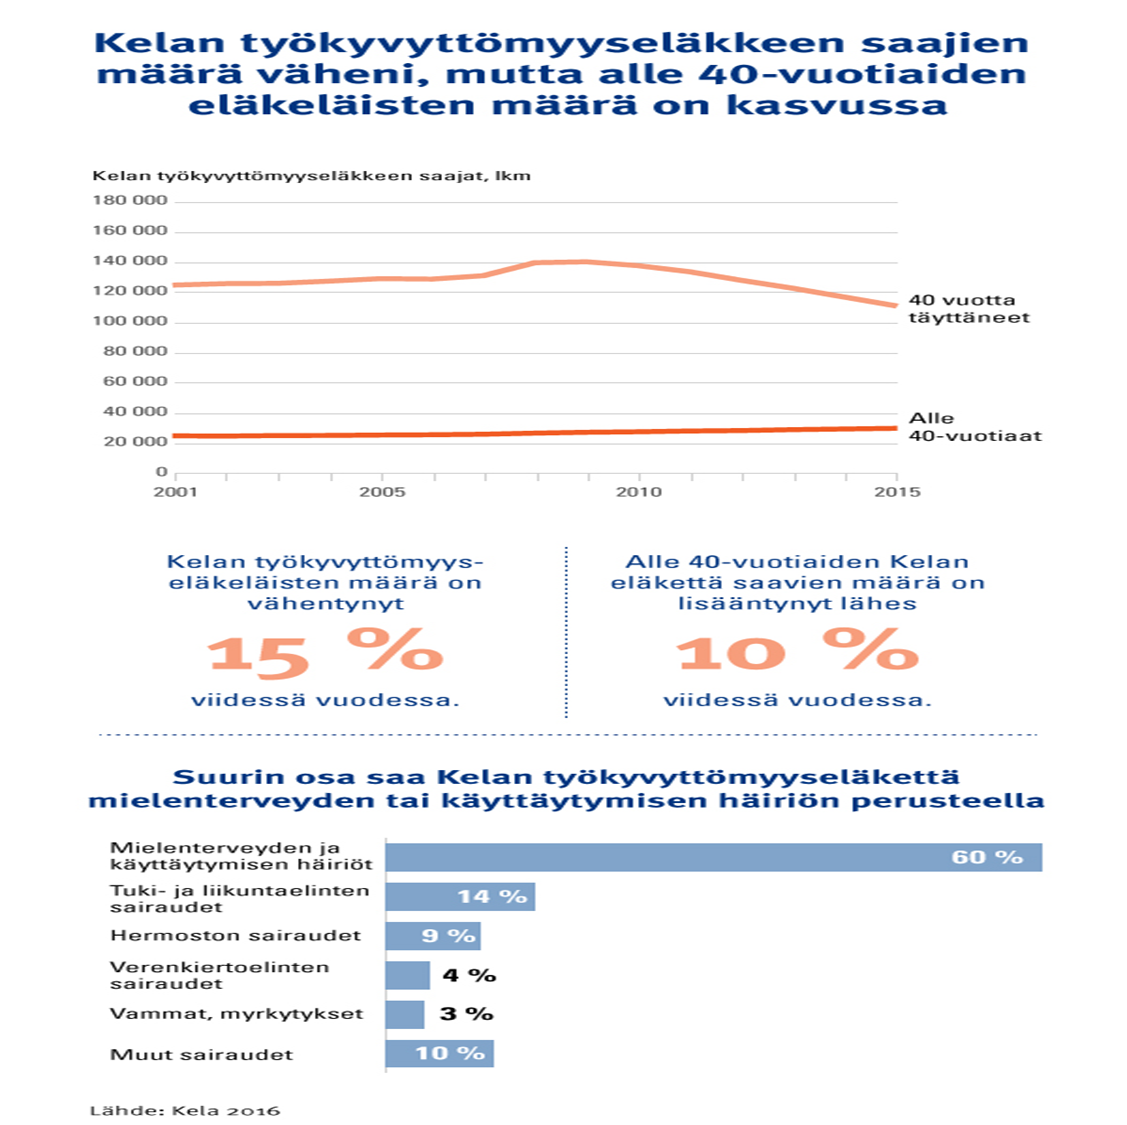 Kelan työkyvyttömyyseläkkeen saajien
määrä väheni, mutta alle 40-vuotiaiden
eläkeläisten määrä on kasvussa
Kelan työkyvyttömyyseläkkeen saajat, lkm
180 000
160 000
140 000
120 000
100 000
80 000
60 000
40 000
20 000
0
2001
2005
2010
2015
40 vuotta
täyttäneet
Alle
40-vuotiaat
Kelan työkyvyttömyys-
eläkeläisten määrä on
vähentynyt
15 %
viidessä vuodessa.
Alle 40-vuotiaiden Kelan
eläkettä saavien määrä on
lisääntynyt lähes
10 %
viidessä vuodessa.
Suurin osa saa Kelan työkyvyttömyyseläkettä
mielenterveyden tai käyttäytymisen häiriön perusteella
Mielenterveyden ja
käyttäytymisen häiriöt
60 %
Tuki- ja liikuntaelinten
sairaudet
14 %
Hermoston sairaudet
9 %
Verenkiertoelinten
sairaudet
4 %
Vammat, myrkytykset
3 %
Muut sairaudet
10 %
Lähde: Kela 2016